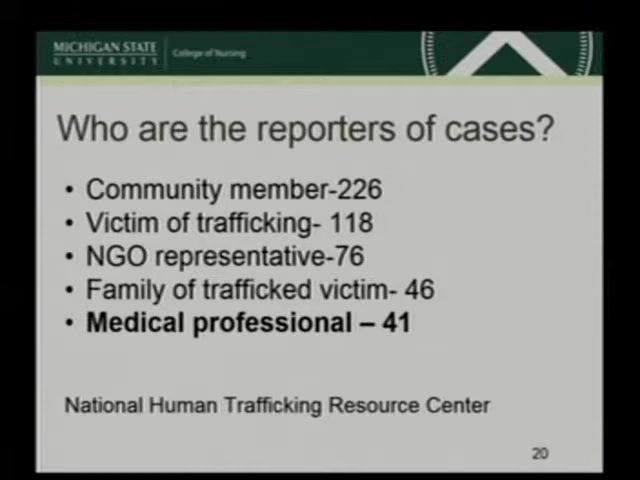 MICHIGAN STATE
UNIVERSITY
College of Nursing
Who are the reporters of cases?
• Community member-226
• Victim of trafficking- 118
• NGO representative-76
• Family of trafficked victim- 46
• Medical professional – 41
National Human Trafficking Resource Center
20